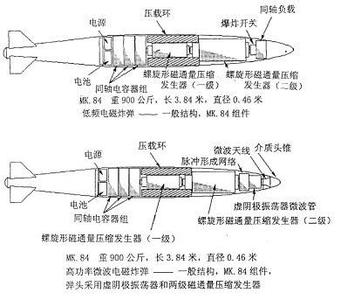 压载环
电源
爆炸开关
同轴负载
电池
同轴电容器组
螺旋形磁通量压缩发生器（一级）
螺旋形磁通量压缩发生器（二级）
MK.84 重900公斤，长3.84米，直径0.46米
低频电磁炸弹 —— 一般结构，MK.84组件
压载环
电源
微波天线
介质头锥
脉冲形成网络
电池
同轴电容器组
虚阴极振荡器微波管
螺旋形磁通量压缩发生器（二级）
螺旋形磁通量压缩发生器（一级）
MK.84 重900公斤，长3.84米，直径0.46米
高功率微波电磁炸弹 —— 一般结构，MK.84组件，
弹头采用虚阴极振荡器和两级磁通量压缩发生器